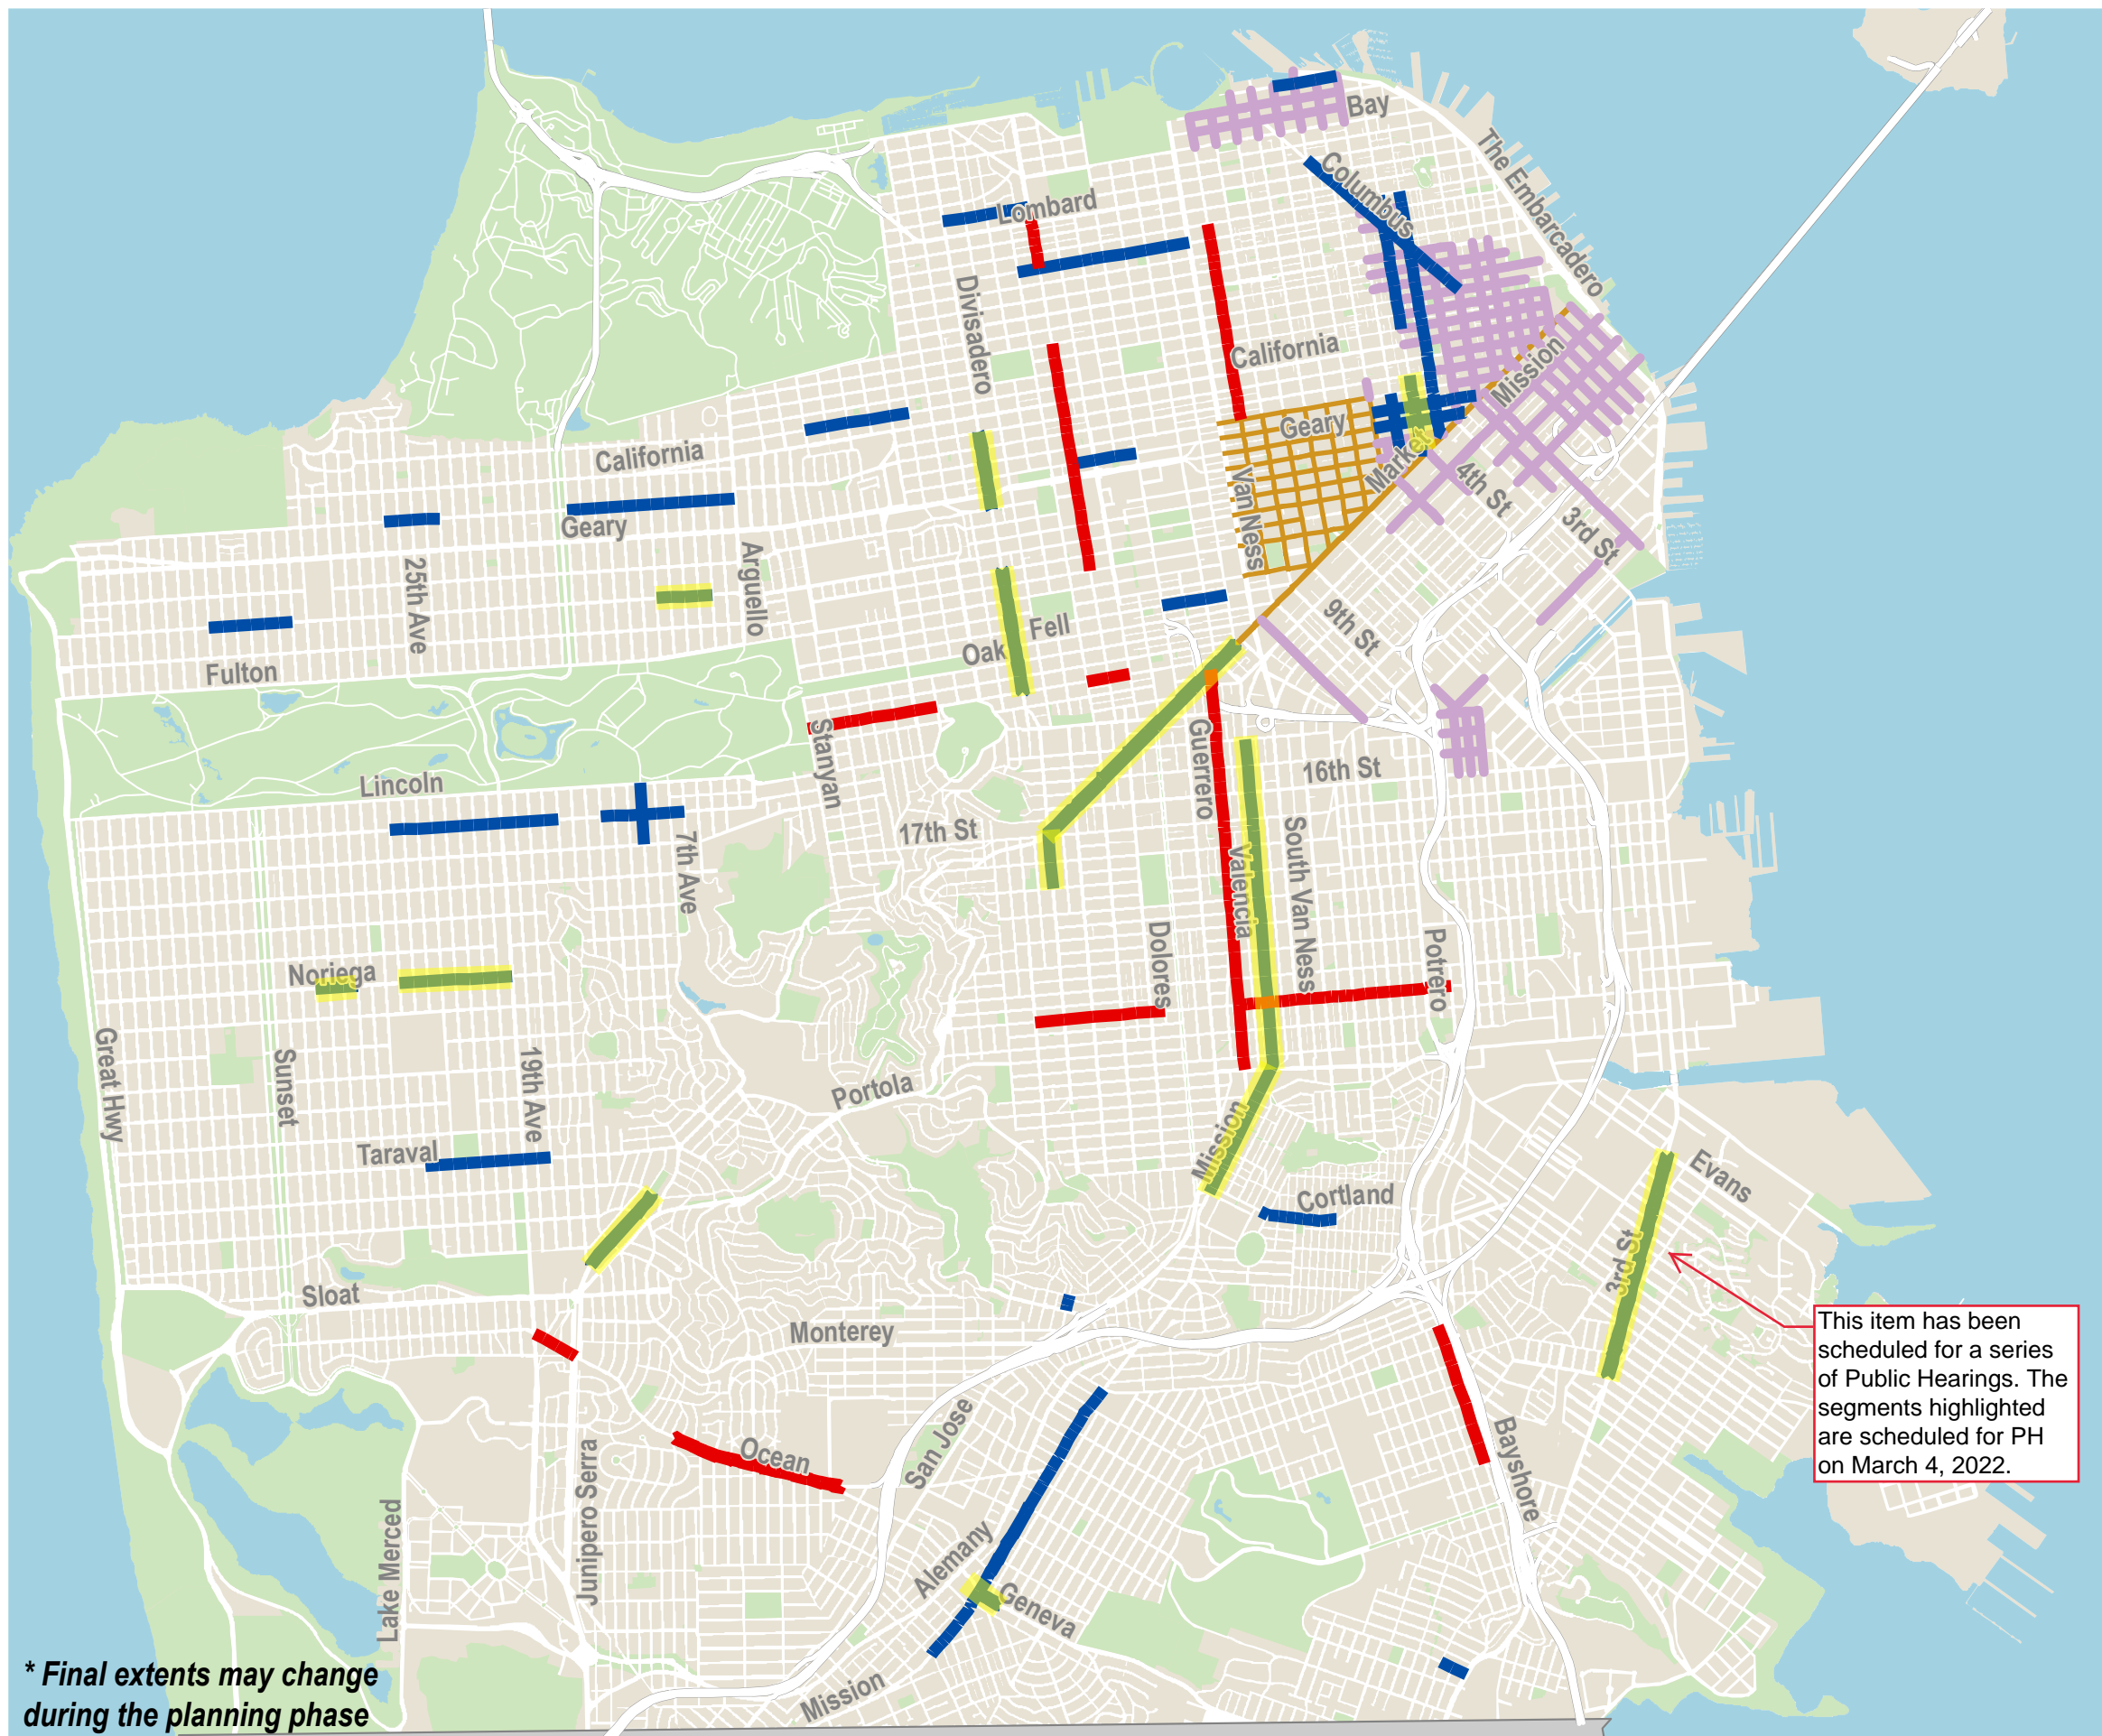 Bay
The Embarcadero
Columbus
Lombard
Divisadero
California
Mission
Geary
Market
California
Van Ness
4th St
Geary
3rd St
25th Ave
Arguello
9th St
Fell
Oak
Fulton
Stanyan
Guerrero
16th St
Lincoln
17th St
7th Ave
Valencia
South Van Ness
Dolores
Potrero
Noriega
Great Hwy
Sunset
19th Ave
Portola
Taraval
Mission
Evans
Cortland
3rd St
Sloat
Monterey
This item has been
scheduled for a series
of Public Hearings. The
segments highlighted
are scheduled for PH
on March 4, 2022.
San Jose
Ocean
Bayshore
Juniper Serra
Lake Merced
Alemany
Geneva
Mission
* Final extents may change
during the planning phase